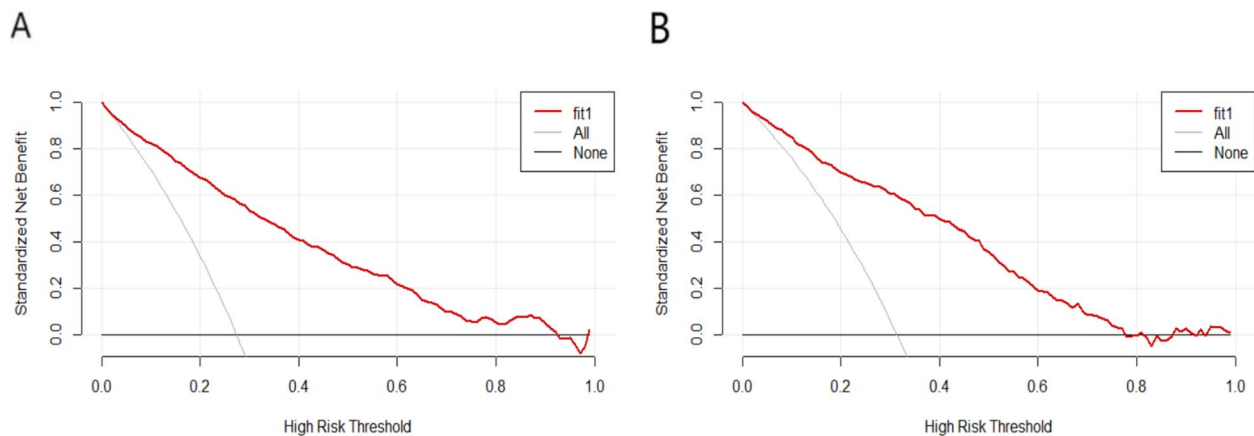 A
B
Standardized Net Benefit
1.0
0.8
0.6
0.4
0.2
0.0
fit1
All
None
0.0 0.2 0.4 0.6 0.8 1.0
High Risk Threshold
Standardized Net Benefit
1.0
0.8
0.6
0.4
0.2
0.0
fit1
All
None
0.0 0.2 0.4 0.6 0.8 1.0
High Risk Threshold